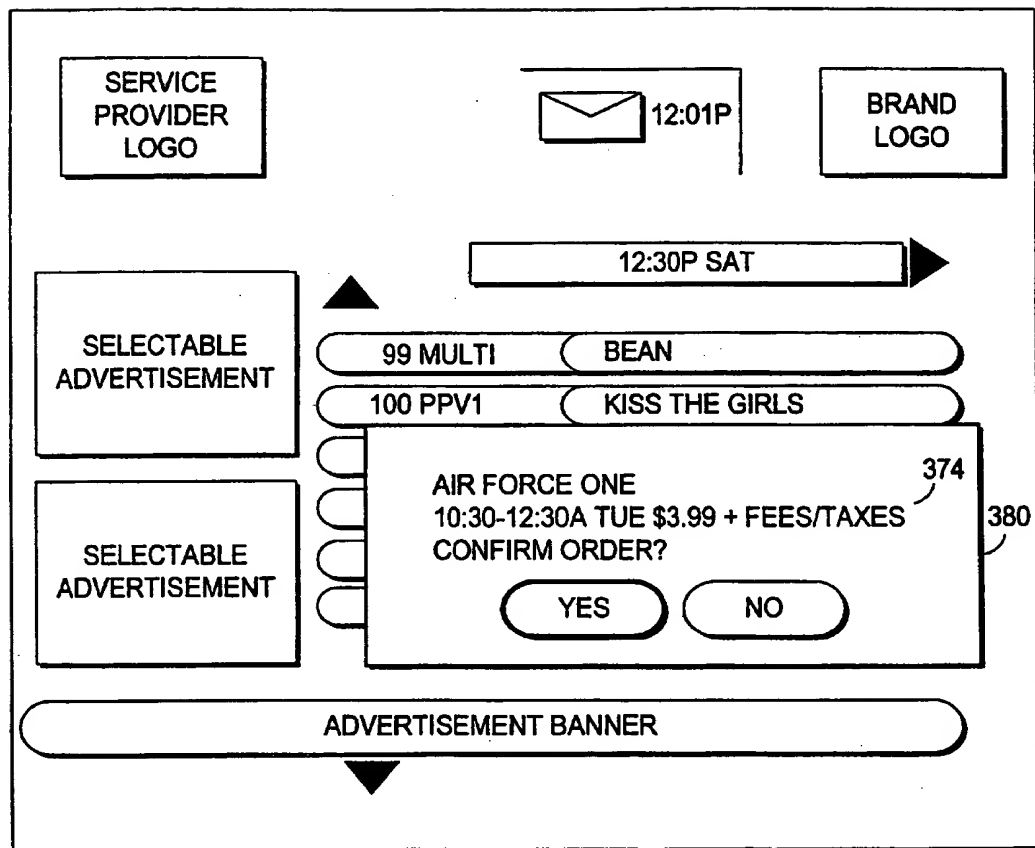 SERVICE
PROVIDER
LOGO
12:01P
BRAND
LOGO
12:30P SAT
SELECTABLE
ADVERTISEMENT
99 MULTI BEAN
100 PPV1 KISS THE GIRLS
AIR FORCE ONE 374
10:30-12:30A TUE $3.99 + FEES/TAXES 380
CONFIRM ORDER?
YES NO
SELECTABLE
ADVERTISEMENT
ADVERTISEMENT BANNER